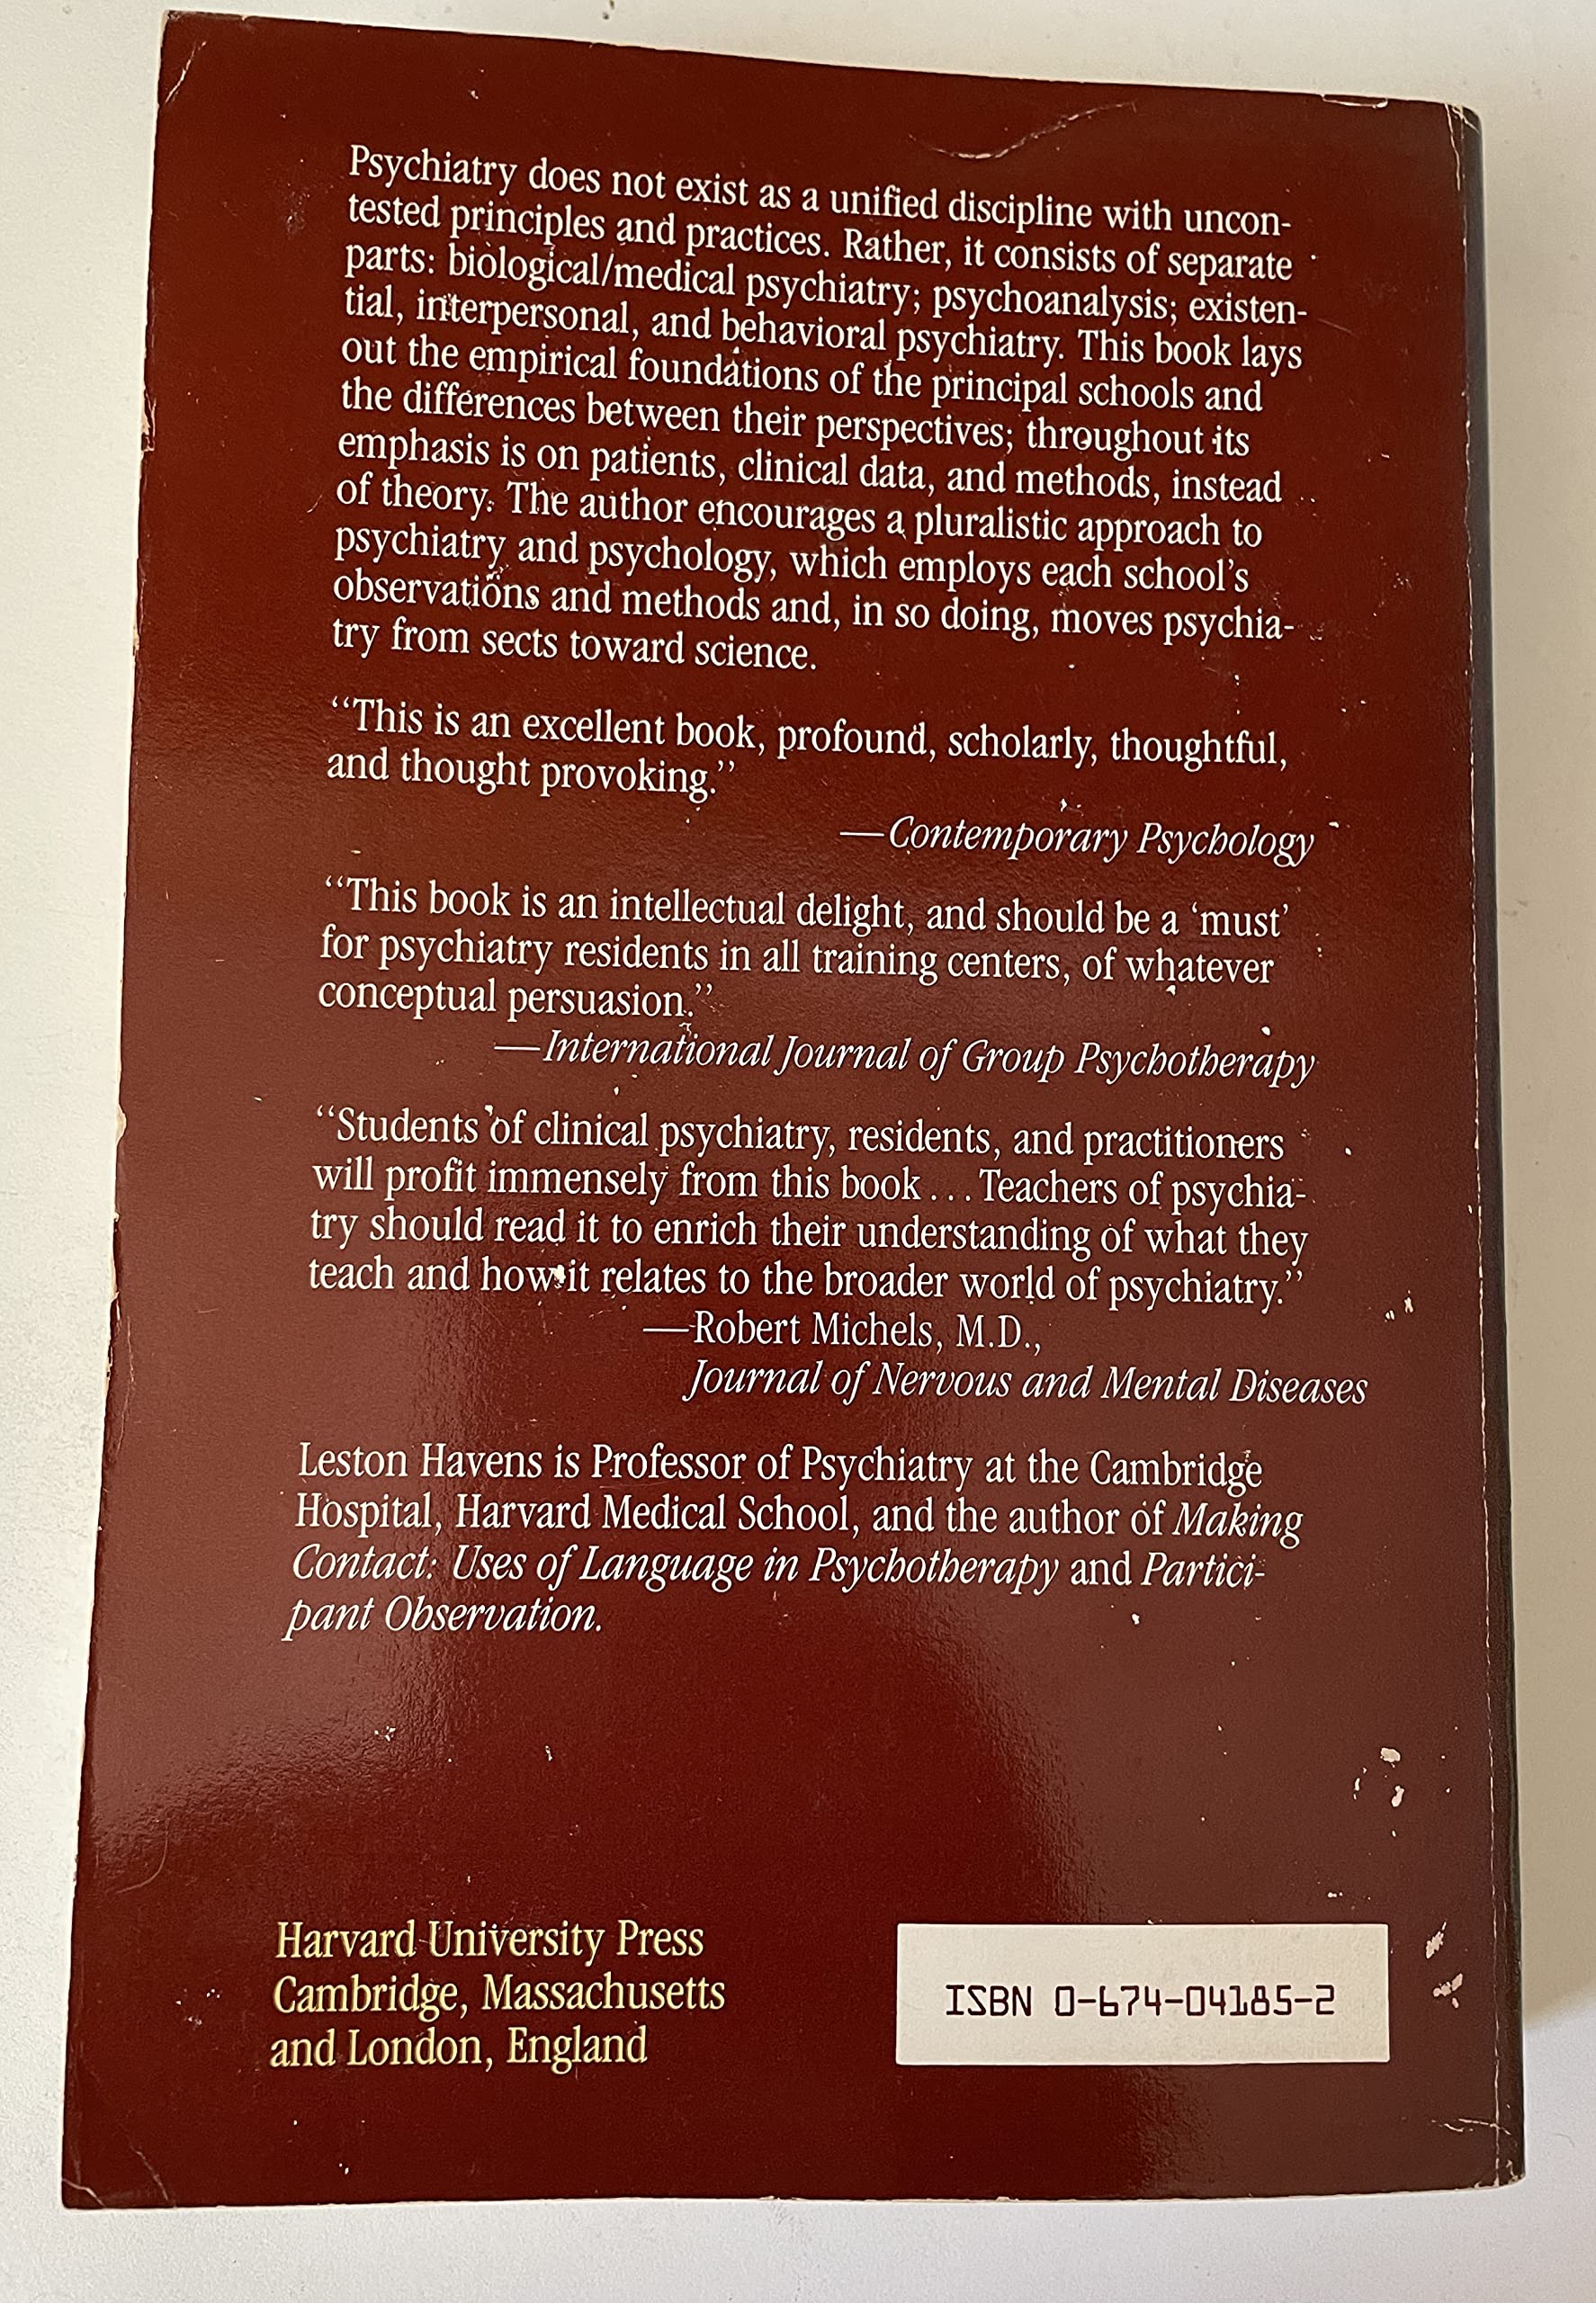 Psychiatry does not exist as a unified discipline with uncon-
tested principles and practices. Rather, it consists of separate
parts: biological/medical psychiatry; psychoanalysis; existen-
tial, interpersonal, and behavioral psychiatry. This book lays
out the empirical foundations of the principal schools and
the differences between their perspectives; throughout its
emphasis is on patients, clinical data, and methods, instead
of theory. The author encourages a pluralistic approach to
psychiatry and psychology, which employs each school's
observations and methods and, in so doing, moves psychia-
try from sects toward science.
‘‘This is an excellent book, profound, scholarly, thoughtful,
and thought provoking.’’
—Contemporary Psychology
‘‘This book is an intellectual delight, and should be a ‘must’
for psychiatry residents in all training centers, of whatever
conceptual persuasion.’’
—International Journal of Group Psychotherapy
‘‘Students of clinical psychiatry, residents, and practitioners
will profit immensely from this book . . . Teachers of psychia-
try should read it to enrich their understanding of what they
teach and how it relates to the broader world of psychiatry.’’
—Robert Michels, M.D.,
Journal of Nervous and Mental Diseases
Leston Havens is Professor of Psychiatry at the Cambridge
Hospital, Harvard Medical School, and the author of Making
Contact: Uses of Language in Psychotherapy and Partici-
pant Observation.
Harvard University Press
Cambridge, Massachusetts
and London, England
ISBN 0-674-04185-2